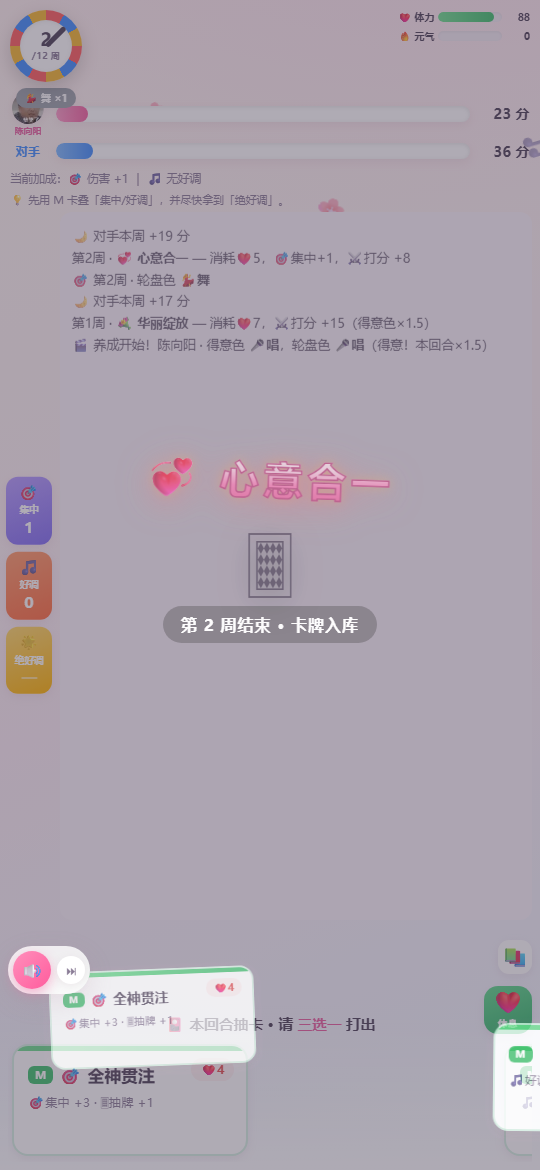 2
/12 周
体力 88
元气 0
舞 ×1
陈向阳 23 分
对手 36 分
当前加成: 伤害 +1 | 无好调
先用 M 卡叠「集中/好调」, 并尽快拿到「绝好调」。
对手本周 +19 分
第2周 · 心意合一 — 消耗 5, 集中+1, 打分 +8
第2周 · 轮盘色 舞
对手本周 +17 分
第1周 · 华丽绽放 — 消耗 7, 打分 +15 (得意色×1.5)
养成开始! 陈向阳 · 得意色 唱, 轮盘色 唱 (得意! 本回合×1.5)
心意合一
集中
1
好调
0
绝好调
—
第 2 周结束 • 卡牌入库
M 全神贯注 4
集中 +3 · 抽牌 +1
本回合抽卡 • 请 三选一 打出
M 全神贯注 4
集中 +3 · 抽牌 +1
M
好